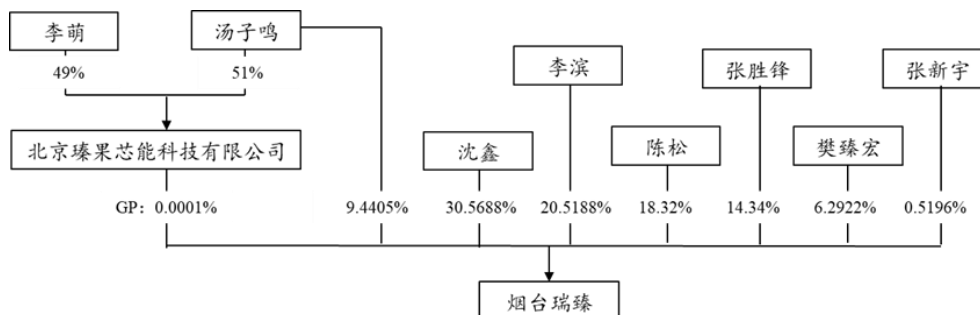 李萌
汤子鸣
49%
51%
李滨
张胜锋
张新宇
北京瑧果芯能科技有限公司
沈鑫
陈松
樊臻宏
GP：0.0001%
9.4405%
30.5688%
20.5188%
18.32%
14.34%
6.2922%
0.5196%
烟台瑞臻